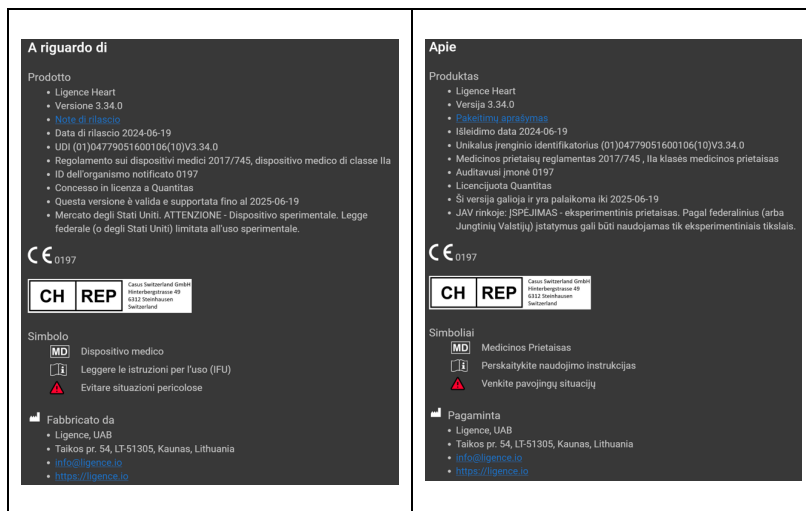 A riguardo di
Prodotto
• Ligence Heart
• Versione 3.34.0
• Note di rilascio
• Data di rilascio 2024-06-19
• UDI (01)04779051600106(10)V3.34.0
• Regolamento sui dispositivi medici 2017/745, dispositivo medico di classe IIa
• ID dell'organismo notificato 0197
• Concesso in licenza a Quantitas
• Questa versione è valida e supportata fino al 2025-06-19
• Mercato degli Stati Uniti. ATTENZIONE - Dispositivo sperimentale. Legge
federale (o degli Stati Uniti) limitata all'uso sperimentale.
CE 0197
CH REP
Casus Switzerland GmbH
Hinterbergstrasse 49
6312 Steinhausen
Switzerland
Simbolo
MD Dispositivo medico
Leggere le istruzioni per l'uso (IFU)
Evitare situazioni pericolose
Fabbricato da
• Ligence, UAB
• Taikos pr. 54, LT-51305, Kaunas, Lithuania
• info@ligence.io
• https://ligence.io
Apie
Produktas
• Ligence Heart
• Versija 3.34.0
• Pakeitimų aprašymas
• Išleidimo data 2024-06-19
• Unikalus įrenginio identifikatorius (01)04779051600106(10)V3.34.0
• Medicinos prietaisų reglamentas 2017/745 , IIa klasės medicinos prietaisas
• Auditavusi įmonė 0197
• Licencijuota Quantitas
• Ši versija galioja ir yra palaikoma iki 2025-06-19
• JAV rinkoje: ĮSPĖJIMAS - eksperimentinis prietaisas. Pagal federalinius (arba
Jungtinių Valstijų) įstatymus gali būti naudojamas tik eksperimentiniais tikslais.
CE 0197
CH REP
Casus Switzerland GmbH
Hinterbergstrasse 49
6312 Steinhausen
Switzerland
Simboliai
MD Medicinos Prietaisas
Perskaitykite naudojimo instrukcijas
Venkite pavojingų situacijų
Pagaminta
• Ligence, UAB
• Taikos pr. 54, LT-51305, Kaunas, Lithuania
• info@ligence.io
• https://ligence.io